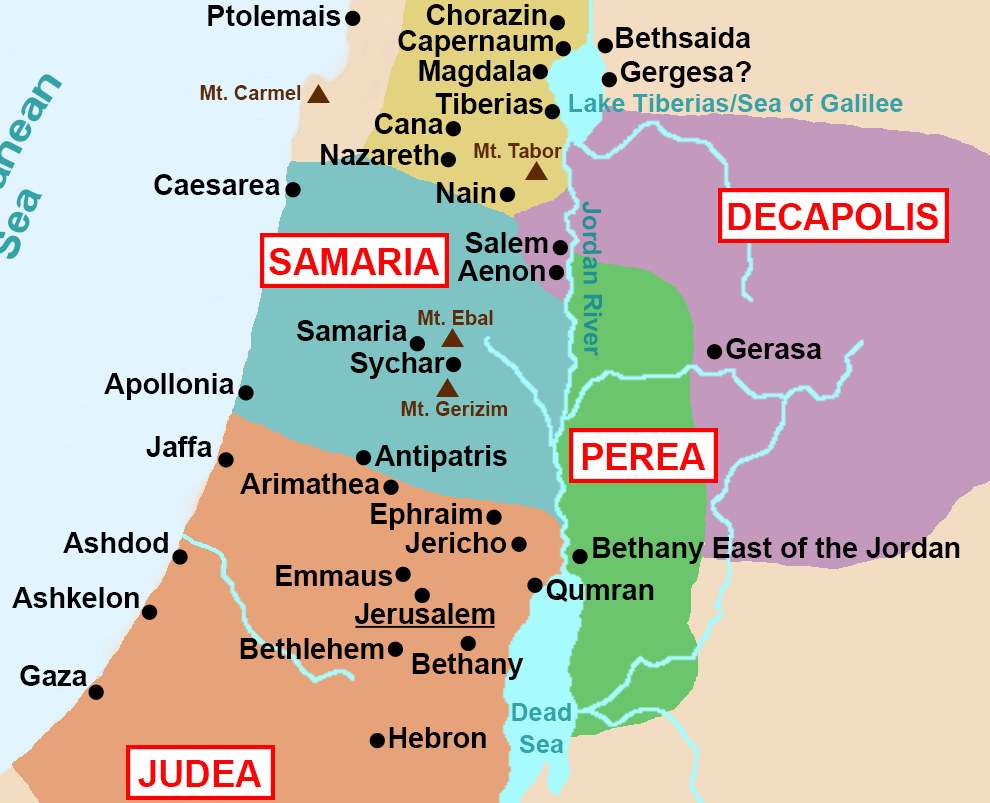 Ptolemais
Chorazin
Capernaum
Bethsaida
Magdala
Gergesa?
Mt. Carmel
Tiberias
Lake Tiberias/Sea of Galilee
Cana
Nazareth
Mt. Tabor
anean
Sea
Caesarea
Nain
DECAPOLIS
Jordan River
Salem
SAMARIA
Aenon
Mt. Ebal
Samaria
Gerasa
Sychar
Apollonia
Mt. Gerizim
Jaffa
Antipatris
PEREA
Arimathea
Ephraim
Ashdod
Jericho
Bethany East of the Jordan
Emmaus
Qumran
Ashkelon
Jerusalem
Bethlehem
Bethany
Gaza
Dead
Sea
Hebron
JUDEA